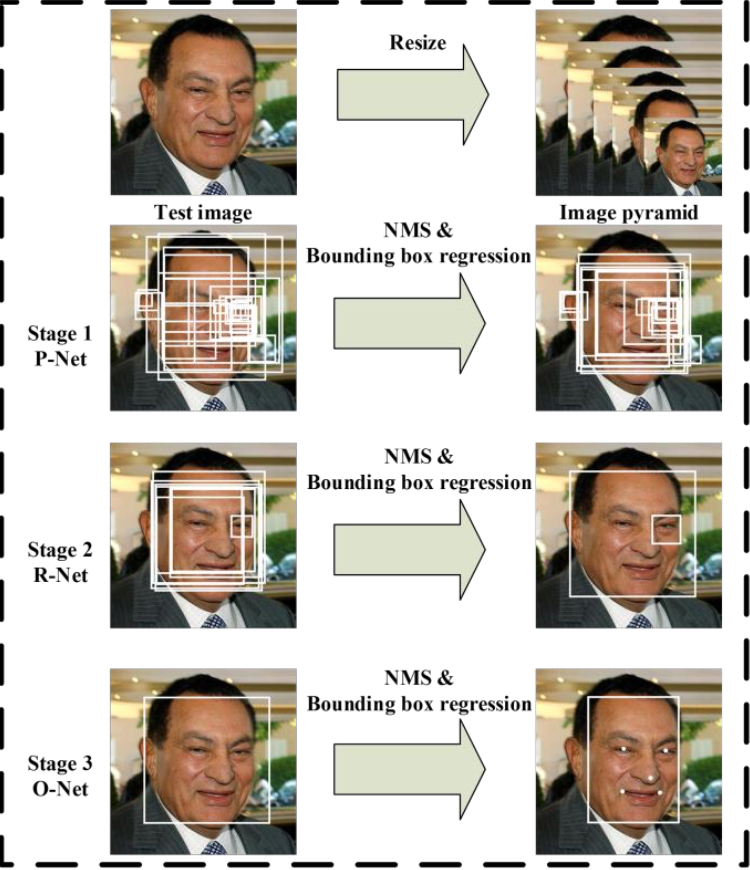 Resize
Test image
Image pyramid
NMS &
Bounding box regression
Stage 1
P-Net
NMS &
Bounding box regression
Stage 2
R-Net
NMS &
Bounding box regression
Stage 3
O-Net